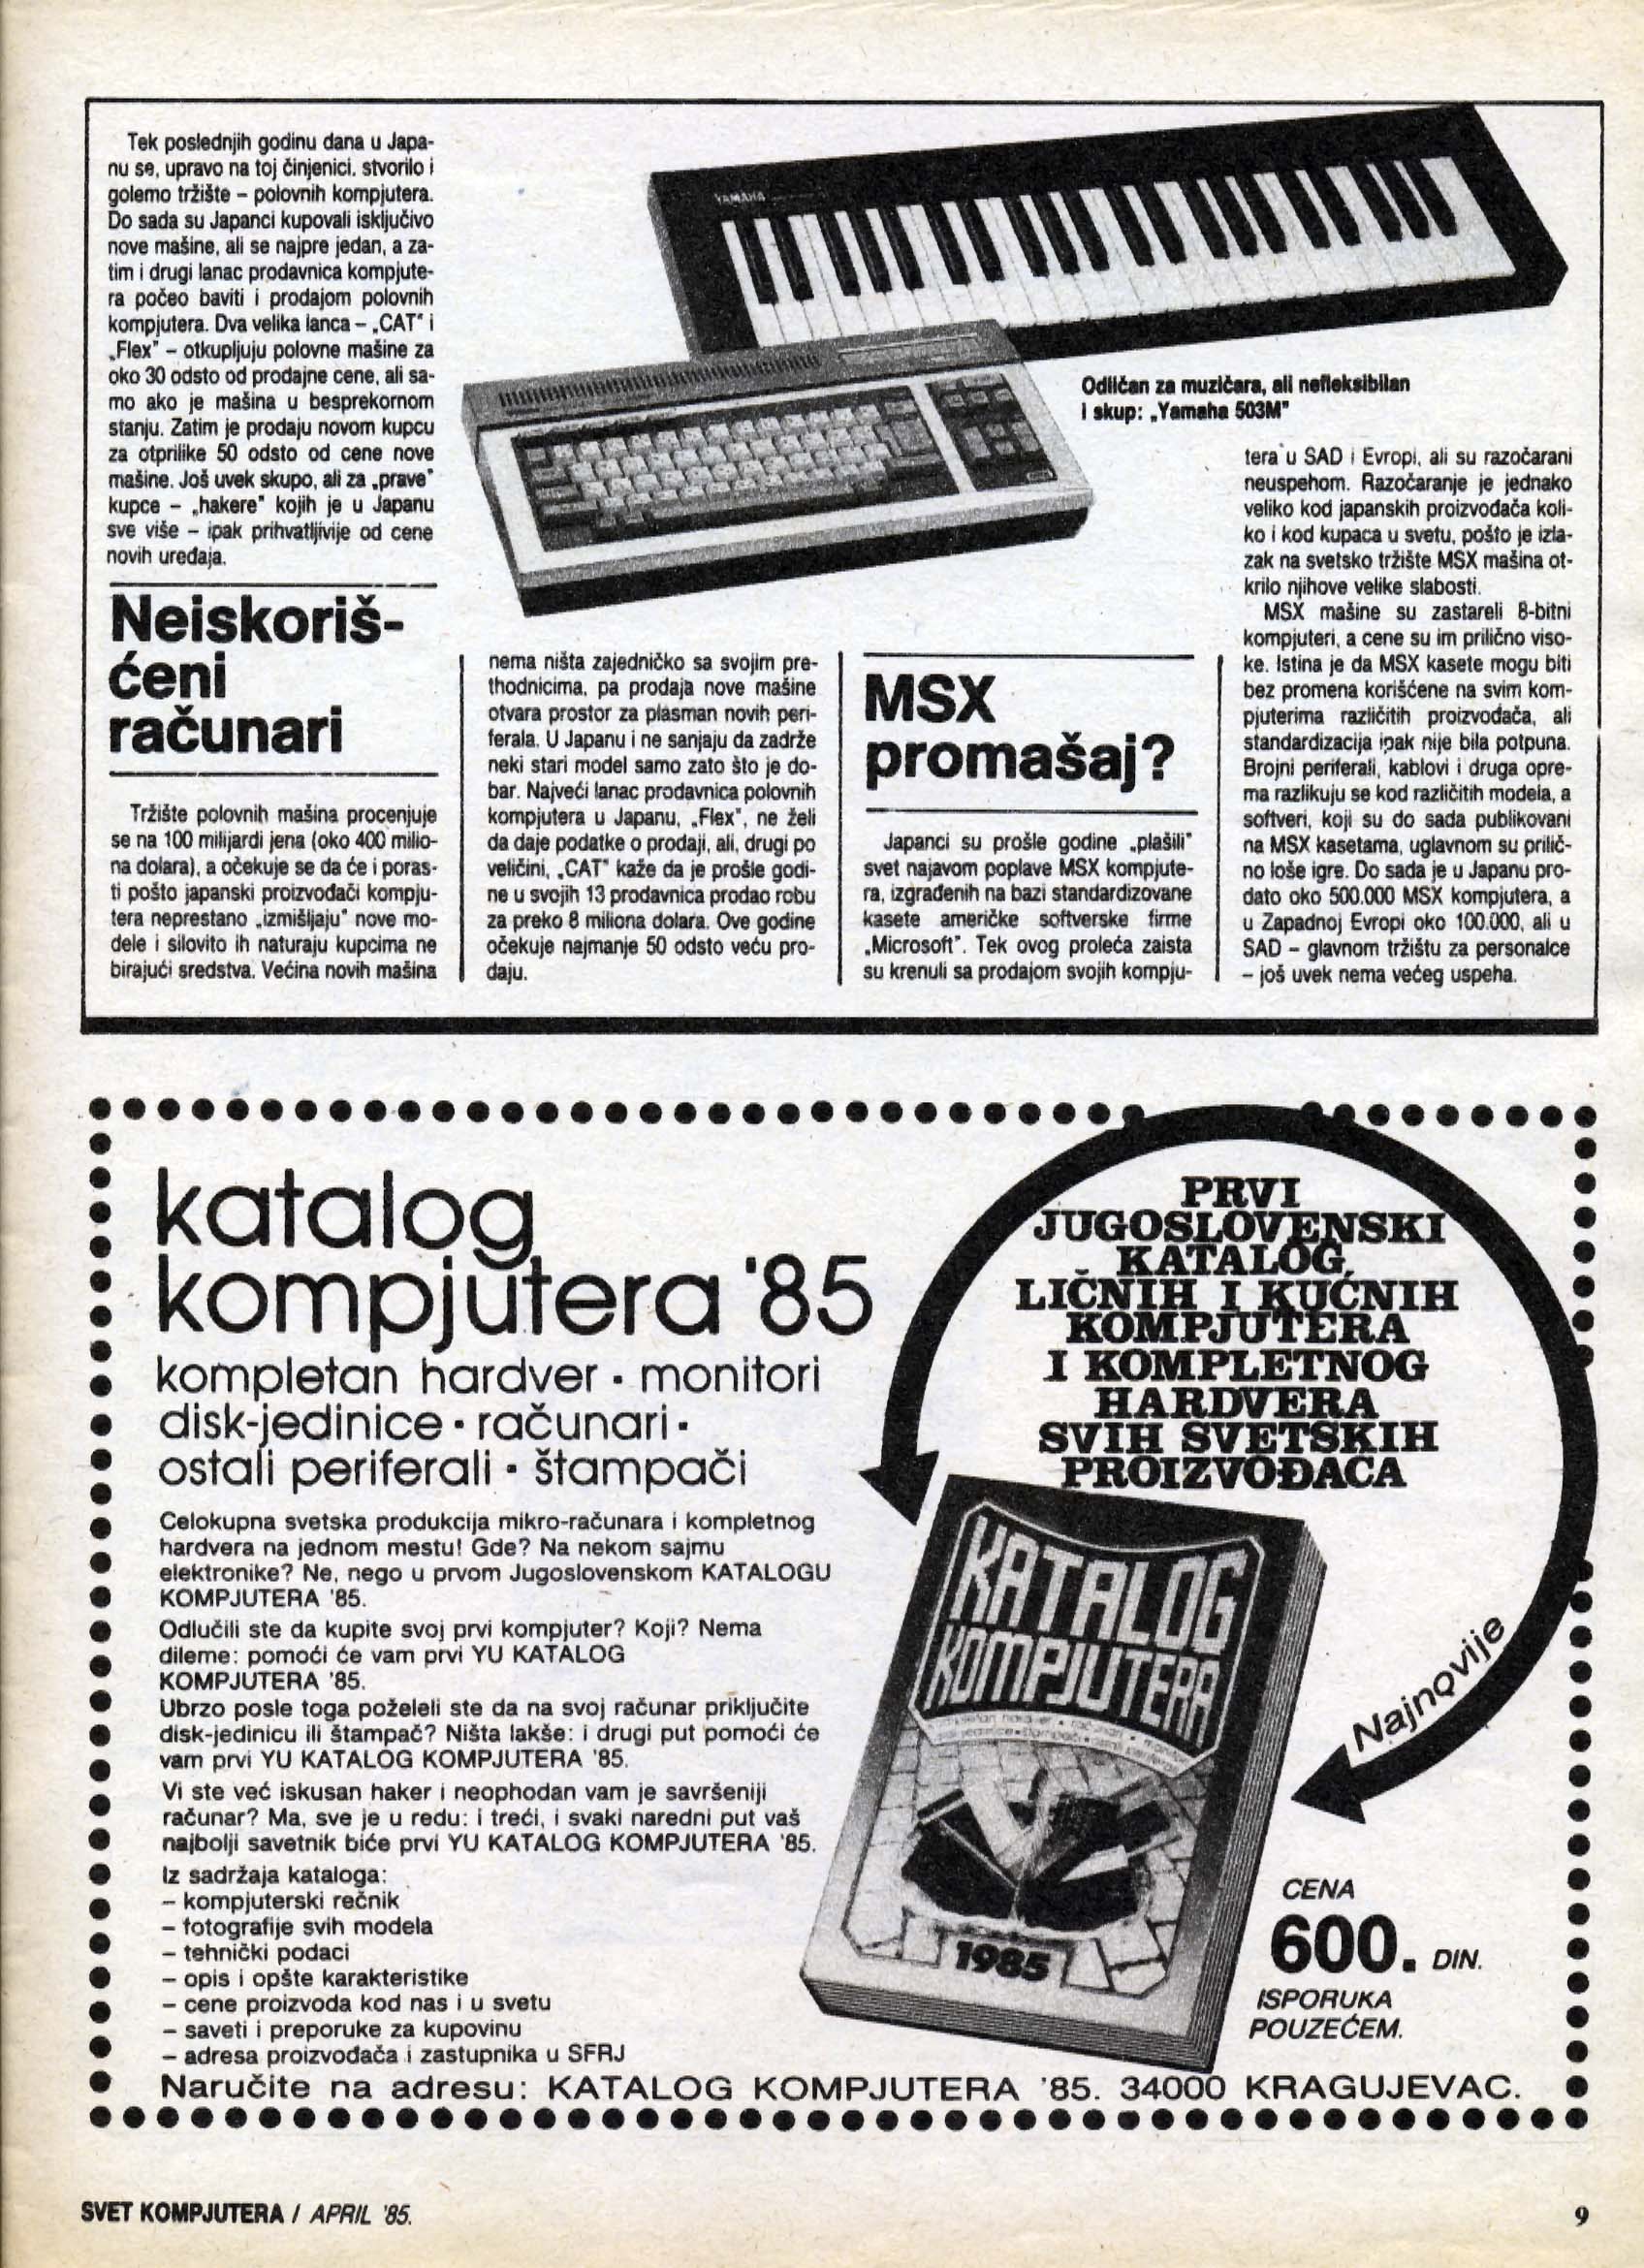 Tek poslednjih godinu dana u Japa-
nu se, upravo na toj činjenici, stvorilo i
golemo tržište – polovnih kompjutera.
Do sada su Japanci kupovali isključivo
nove mašine, ali se najpre jedan, a za-
tim i drugi lanac prodavnica kompjute-
ra počeo baviti i prodajom polovnih
kompjutera. Dva velika lanca – „CAT" i
„Flex" – otkupljuju polovne mašine za
oko 30 odsto od prodajne cene, ali sa-
mo ako je mašina u besprekornom
stanju. Zatim je prodaju novom kupcu
za otprilike 50 odsto od cene nove
mašine. Još uvek skupo, ali za „prave"
kupce – „hakere" kojih je u Japanu
sve više – ipak prihvatljivije od cene
novih uređaja.
Neiskoriš-
ćeni
računari
Tržište polovnih mašina procenjuje
se na 100 milijardi jena (oko 400 milio-
na dolara), a očekuje se da će i poras-
ti pošto japanski proizvođači kompju-
tera neprestano „izmišljaju" nove mo-
dele i silovito ih naturaju kupcima ne
birajući sredstva. Većina novih mašina
nema ništa zajedničko sa svojim pre-
thodnicima, pa prodaja nove mašine
otvara prostor za plasman novih peri-
ferala. U Japanu i ne sanjaju da zadrže
neki stari model samo zato što je do-
bar. Najveći lanac prodavnica polovnih
kompjutera u Japanu, „Flex", ne želi
da daje podatke o prodaji, ali, drugi po
veličini, „CAT" kaže da je prošle godi-
ne u svojih 13 prodavnica prodao robu
za preko 8 miliona dolara. Ove godine
očekuje najmanje 50 odsto veću pro-
daju.
YAMAHA
Odličan za muzičara, ali nefleksibilan
i skup: „Yamaha 503M"
MSX
promašaj?
Japanci su prošle godine „plašili"
svet najavom poplave MSX kompjute-
ra, izgrađenih na bazi standardizovane
kasete američke softverske firme
„Microsoft". Tek ovog proleća zaista
su krenuli sa prodajom svojih kompju-
tera u SAD i Evropi, ali su razočarani
neuspehom. Razočaranje je jednako
veliko kod japanskih proizvođača koli-
ko i kod kupaca u svetu, pošto je izla-
zak na svetsko tržište MSX mašina ot-
krilo njihove velike slabosti.
MSX mašine su zastareli 8-bitni
kompjuteri, a cene su im prilično viso-
ke. Istina je da MSX kasete mogu biti
bez promena korišćene na svim kom-
pjuterima različitih proizvođača, ali
standardizacija ipak nije bila potpuna.
Brojni periferali, kablovi i druga opre-
ma razlikuju se kod različitih modela, a
softveri, koji su do sada publikovani
na MSX kasetama, uglavnom su prilič-
no loše igre. Do sada je u Japanu pro-
dato oko 500.000 MSX kompjutera, a
u Zapadnoj Evropi oko 100.000, ali u
SAD – glavnom tržištu za personalce
– još uvek nema većeg uspeha.
katalog
kompjutera '85
kompletan hardver · monitori
disk-jedinice · računari ·
ostali periferali · štampači
Celokupna svetska produkcija mikro-računara i kompletnog
hardvera na jednom mestu! Gde? Na nekom sajmu
elektronike? Ne, nego u prvom Jugoslovenskom KATALOGU
KOMPJUTERA '85.
Odlučili ste da kupite svoj prvi kompjuter? Koji? Nema
dileme: pomoći će vam prvi YU KATALOG
KOMPJUTERA '85.
Ubrzo posle toga poželeli ste da na svoj računar priključite
disk-jedinicu ili štampač? Ništa lakše: i drugi put pomoći će
vam prvi YU KATALOG KOMPJUTERA '85.
Vi ste već iskusan haker i neophodan vam je savršeniji
računar? Ma, sve je u redu: i treći, i svaki naredni put vaš
najbolji savetnik biće prvi YU KATALOG KOMPJUTERA '85.
Iz sadržaja kataloga:
– kompjuterski rečnik
– fotografije svih modela
– tehnički podaci
– opis i opšte karakteristike
– cene proizvoda kod nas i u svetu
– saveti i preporuke za kupovinu
– adresa proizvođača i zastupnika u SFRJ
Naručite na adresu: KATALOG KOMPJUTERA '85. 34000 KRAGUJEVAC.
PRVI
JUGOSLOVENSKI
KATALOG
LIČNIH I KUĆNIH
KOMPJUTERA
I KOMPLETNOG
HARDVERA
SVIH SVETSKIH
PROIZVOĐAČA
KATALOG
KOMPJUTERA
1985
Najnovije
CENA
600. DIN.
ISPORUKA
POUZEĆEM.
SVET KOMPJUTERA / APRIL '85.
9